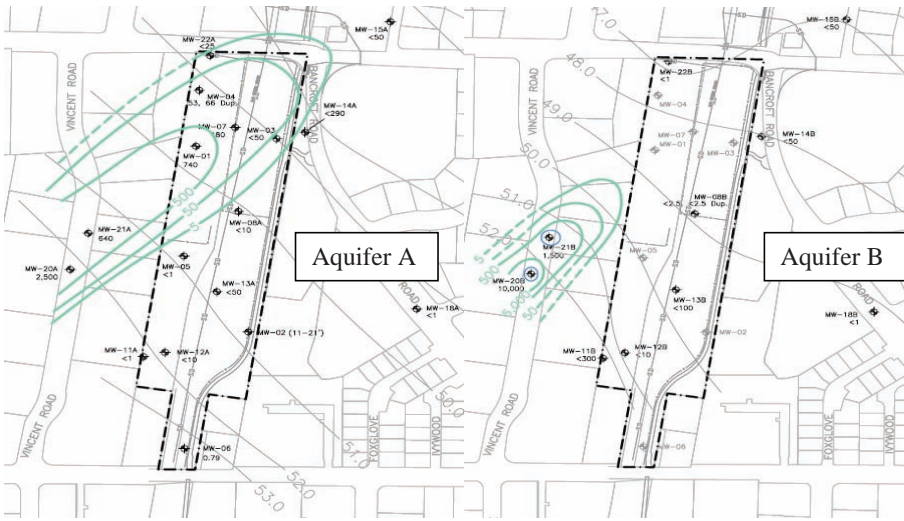 MW-22A
<25
MW-15A
<50
VINCENT ROAD
MW-04
53, 66 Dup.
BANCROFT ROAD
MW-14A
<290
MW-07
MW-03
<50
MW-01
740
500
50
5
MW-08A
<10
MW-21A
640
Aquifer A
MW-20A
2,500
MW-05
<1
MW-13A
<50
ROAD
MW-18A
<1
MW-02 (11-21')
MW-11A
<1
MW-12A
<10
50.0
VINCENT ROAD
FOXGLOVE
IVYWOOD
MW-06
0.79
51.0
52.0
53.0
47.0
MW-15B
<50
48.0
MW-22B
<1
VINCENT ROAD
MW-04
BANCROFT ROAD
49.0
MW-14B
<50
MW-07
MW-03
MW-01
50.0
51.0
MW-08B
<2.5, <2.5 Dup.
52.0
MW-21B
1,500
Aquifer B
5
500
MW-05
MW-20B
10,000
5,000
50
MW-13B
<100
ROAD
MW-18B
<1
MW-02
MW-11B
<300
MW-12B
<10
VINCENT ROAD
FOXGLOVE
IVYWOOD
MW-06